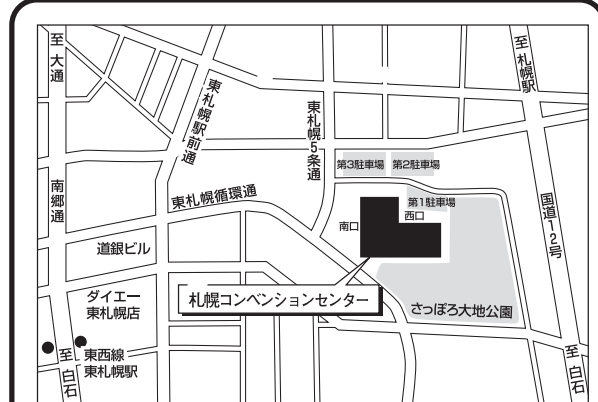 至大通
南郷通
東札幌駅前通
東札幌5条通
至札幌駅
国道12号
第3駐車場
第2駐車場
第1駐車場
西口
南口
東札幌循環通
道銀ビル
札幌コンベンションセンター
さっぽろ大地公園
ダイエー
東札幌店
東西線
東札幌駅
至白石
至白石